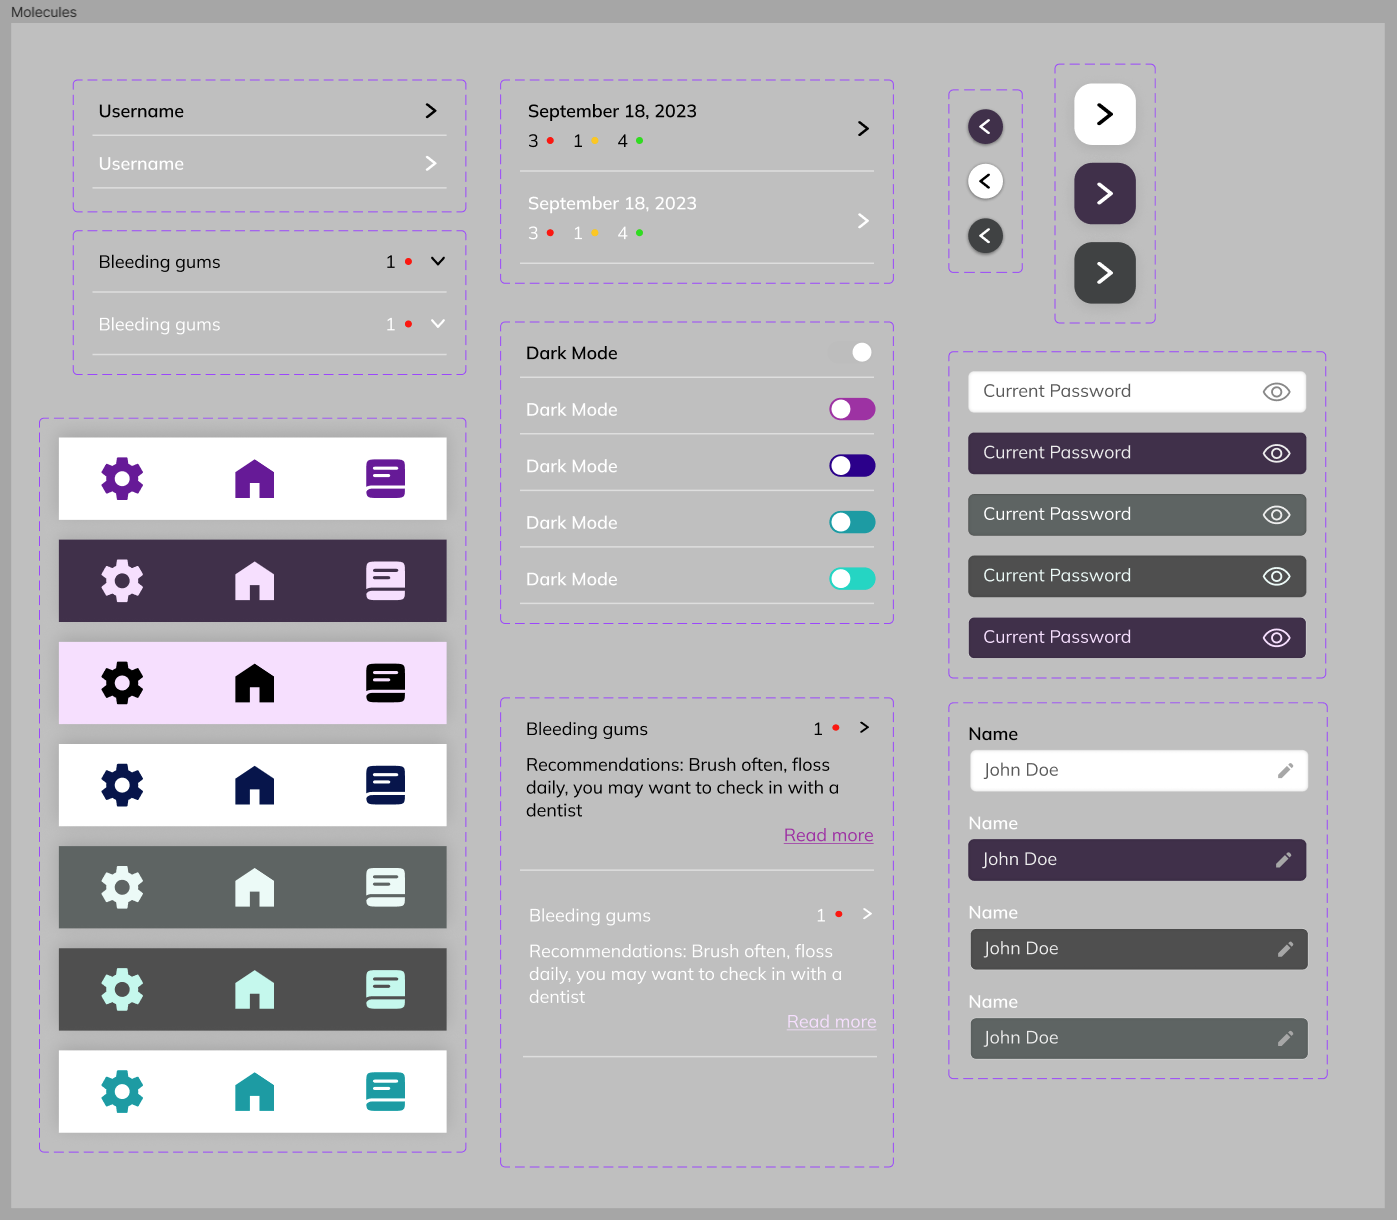 Molecules
Username
Username
Bleeding gums 1
Bleeding gums 1
September 18, 2023
3 1 4
September 18, 2023
3 1 4
Dark Mode
Dark Mode
Dark Mode
Dark Mode
Dark Mode
Bleeding gums 1
Recommendations: Brush often, floss
daily, you may want to check in with a
dentist
Read more
Bleeding gums 1
Recommendations: Brush often, floss
daily, you may want to check in with a
dentist
Read more
Current Password
Current Password
Current Password
Current Password
Current Password
Name
John Doe
Name
John Doe
Name
John Doe
Name
John Doe